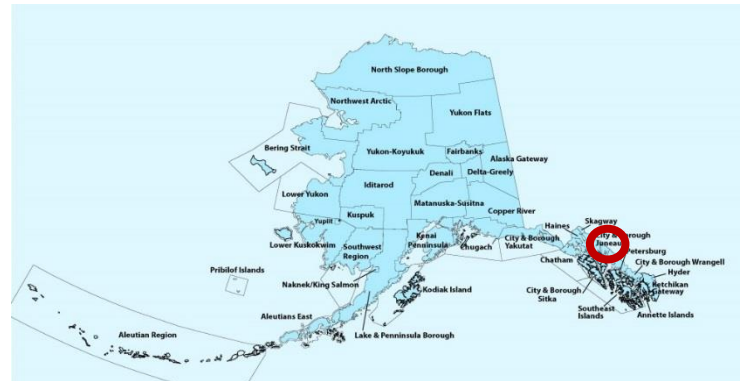 North Slope Borough
Northwest Arctic
Yukon Flats
Bering Strait
Yukon-Koyukuk
Fairbanks
Alaska Gateway
Denali
Delta-Greely
Iditarod
Lower Yukon
Matanuska-Susitna
Copper River
Yupiit
Kuspuk
Lower Kuskokwim
Southwest
Region
Kenai
Penninsula
Chugach
City & Borough
Yakutat
Haines
Skagway
City & Borough
Juneau
Petersburg
Chatham
City & Borough Wrangell
Hyder
Pribilof Islands
Naknek/King Salmon
Kodiak Island
City & Borough
Sitka
Ketchikan
Gateway
Southeast
Islands
Annette Islands
Aleutian Region
Aleutians East
Lake & Penninsula Borough